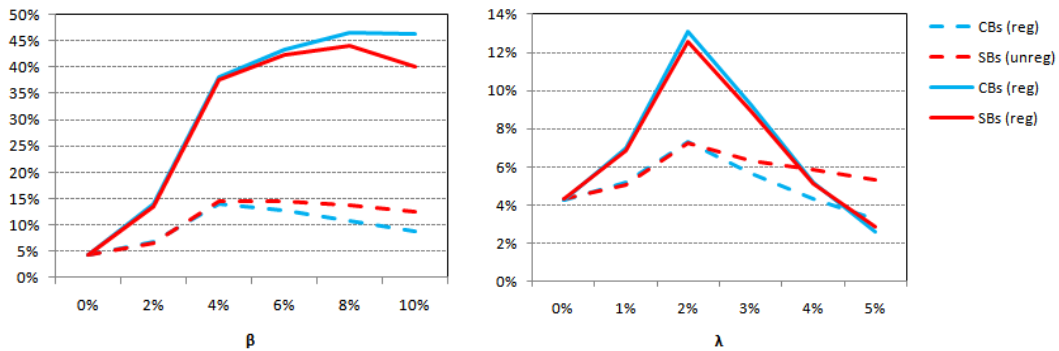 50%
45%
40%
35%
30%
25%
20%
15%
10%
5%
0%
0% 2% 4% 6% 8% 10%
β
14%
12%
10%
8%
6%
4%
2%
0%
0% 1% 2% 3% 4% 5%
λ
CBs (reg)
SBs (unreg)
CBs (reg)
SBs (reg)